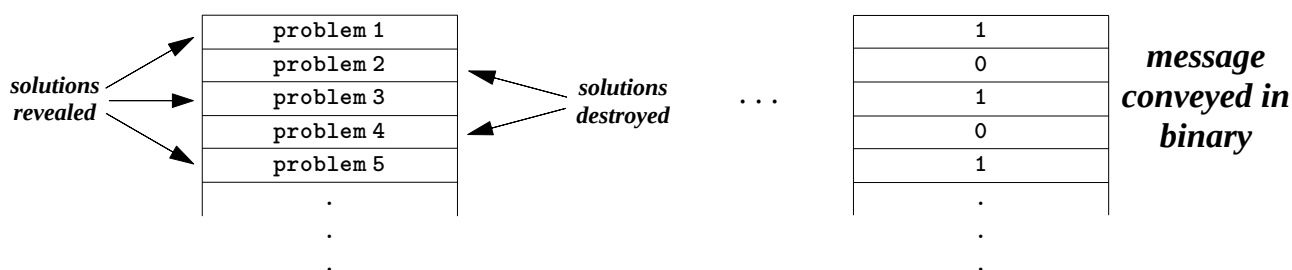 problem 1
problem 2
problem 3
problem 4
problem 5
.
.
.
solutions
revealed
solutions
destroyed
. . .
1
0
1
0
1
.
.
.
message
conveyed in
binary